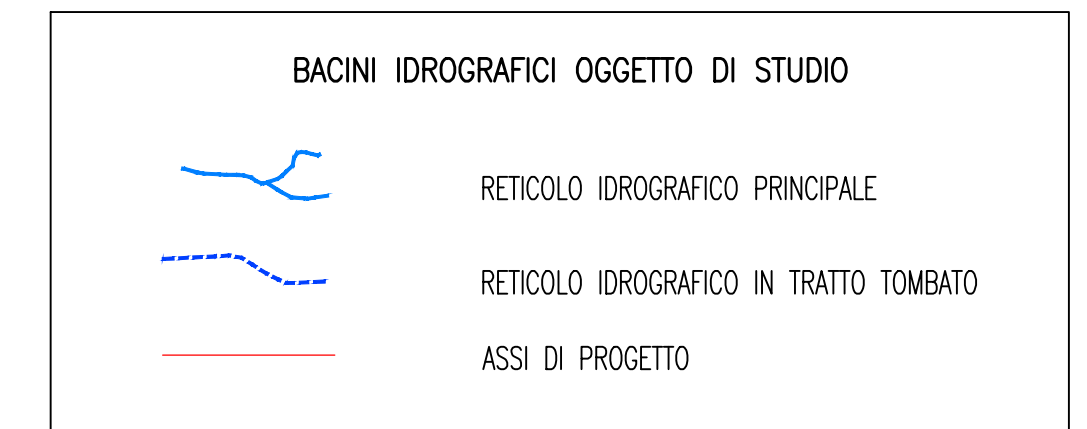 BACINI IDROGRAFICI OGGETTO DI STUDIO
RETICOLO IDROGRAFICO PRINCIPALE
RETICOLO IDROGRAFICO IN TRATTO TOMBATO
ASSI DI PROGETTO